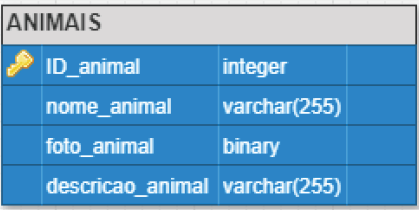 ANIMAIS
ID_animal integer
nome_animal varchar(255)
foto_animal binary
descricao_animal varchar(255)